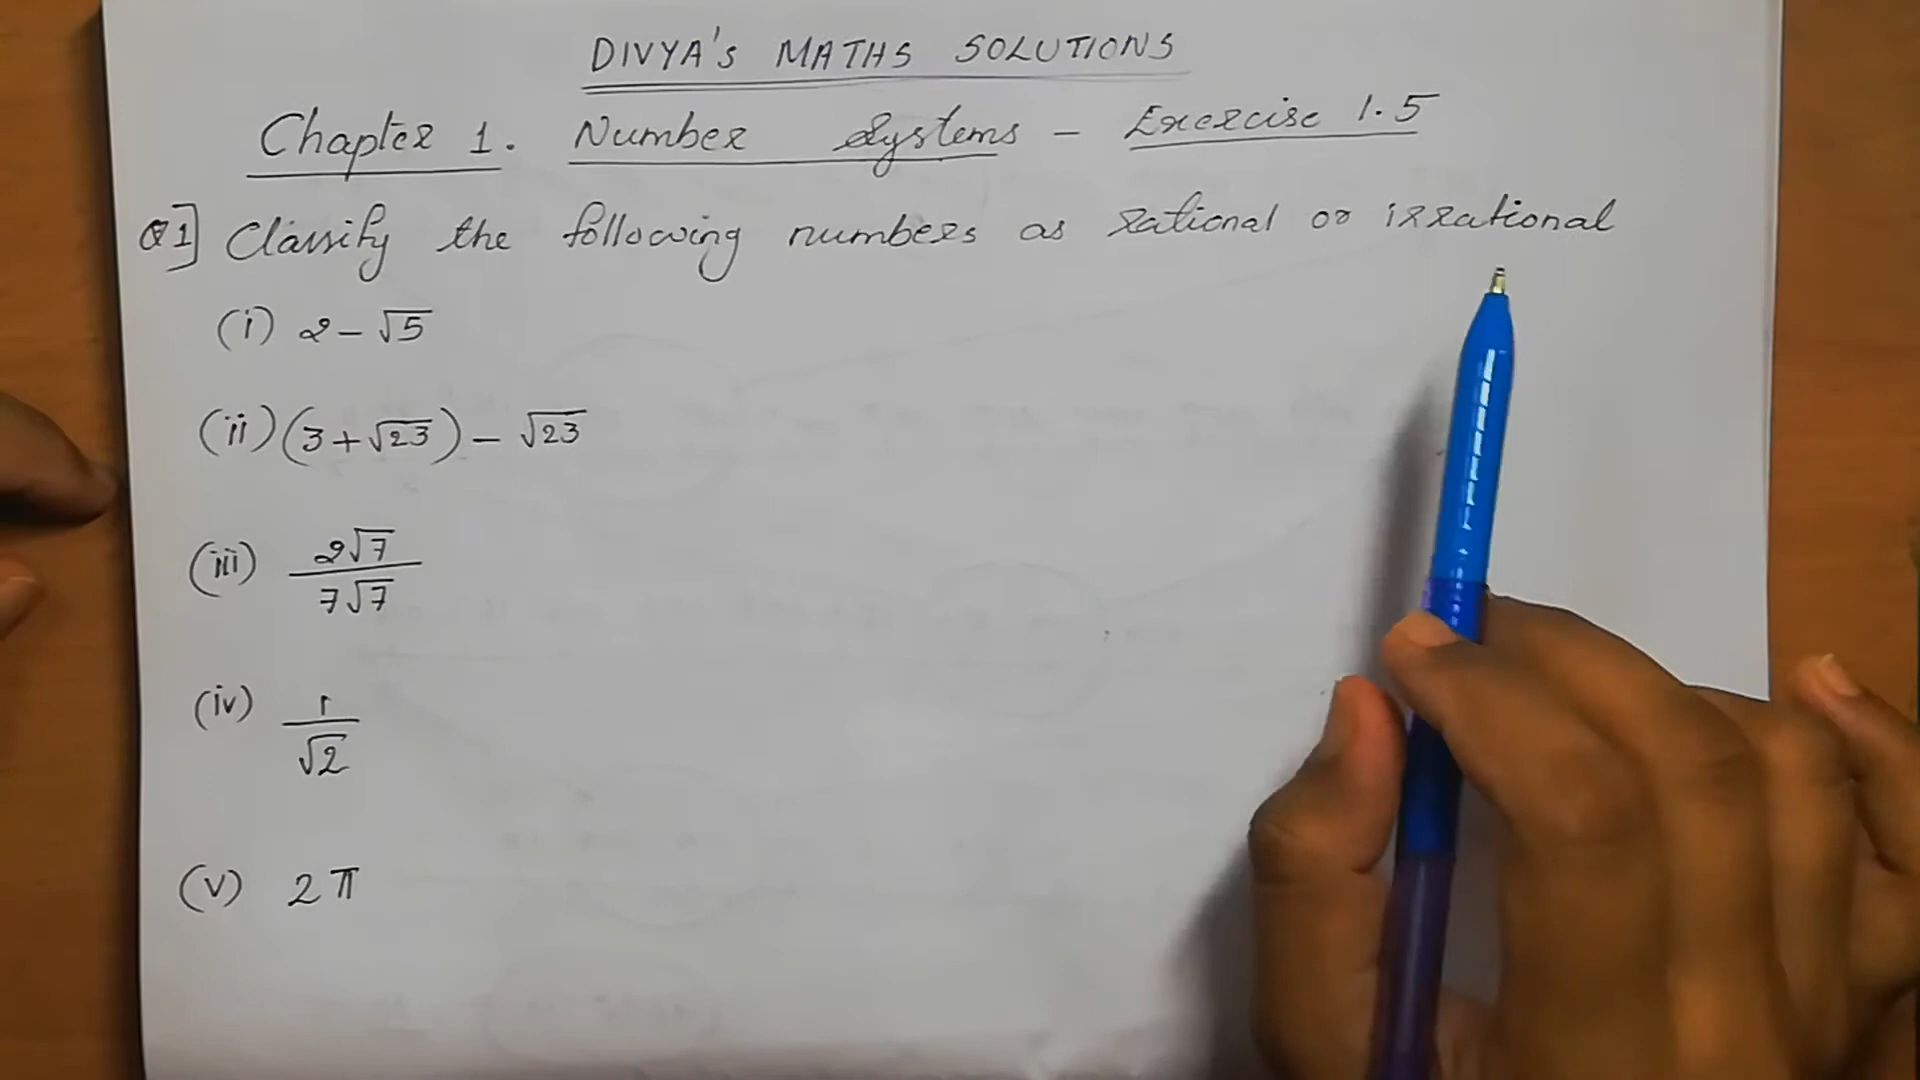 DIVYA's MATHS SOLUTIONS
Chapter 1. Number Systems - Exercise 1.5
Q1] Classify the following numbers as rational or irrational
(i) 2 - √5
(ii) (3 + √23) - √23
(iii) 2√7 / 7√7
(iv) 1 / √2
(v) 2π